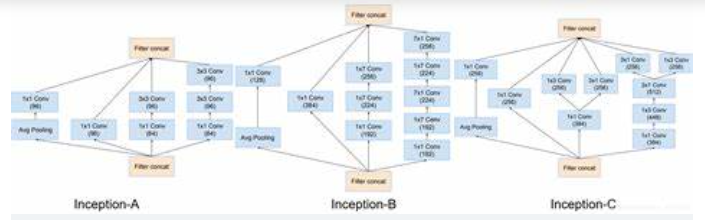 Filter concat
3x3 Conv
(96)
1x1 Conv
(96)
3x3 Conv
(96)
3x3 Conv
(96)
Avg Pooling
1x1 Conv
(96)
1x1 Conv
(64)
1x1 Conv
(64)
Filter concat
Inception-A
Filter concat
7x1 Conv
(256)
1x1 Conv
(128)
1x7 Conv
(256)
1x7 Conv
(224)
1x1 Conv
(384)
1x7 Conv
(224)
7x1 Conv
(224)
Avg Pooling
1x1 Conv
(192)
1x7 Conv
(192)
1x1 Conv
(192)
Filter concat
Inception-B
Filter concat
3x1 Conv
(256)
1x3 Conv
(256)
1x1 Conv
(256)
1x1 Conv
(256)
1x3 Conv
(256)
3x1 Conv
(256)
3x1 Conv
(512)
Avg Pooling
1x1 Conv
(384)
1x3 Conv
(448)
1x1 Conv
(384)
Filter concat
Inception-C